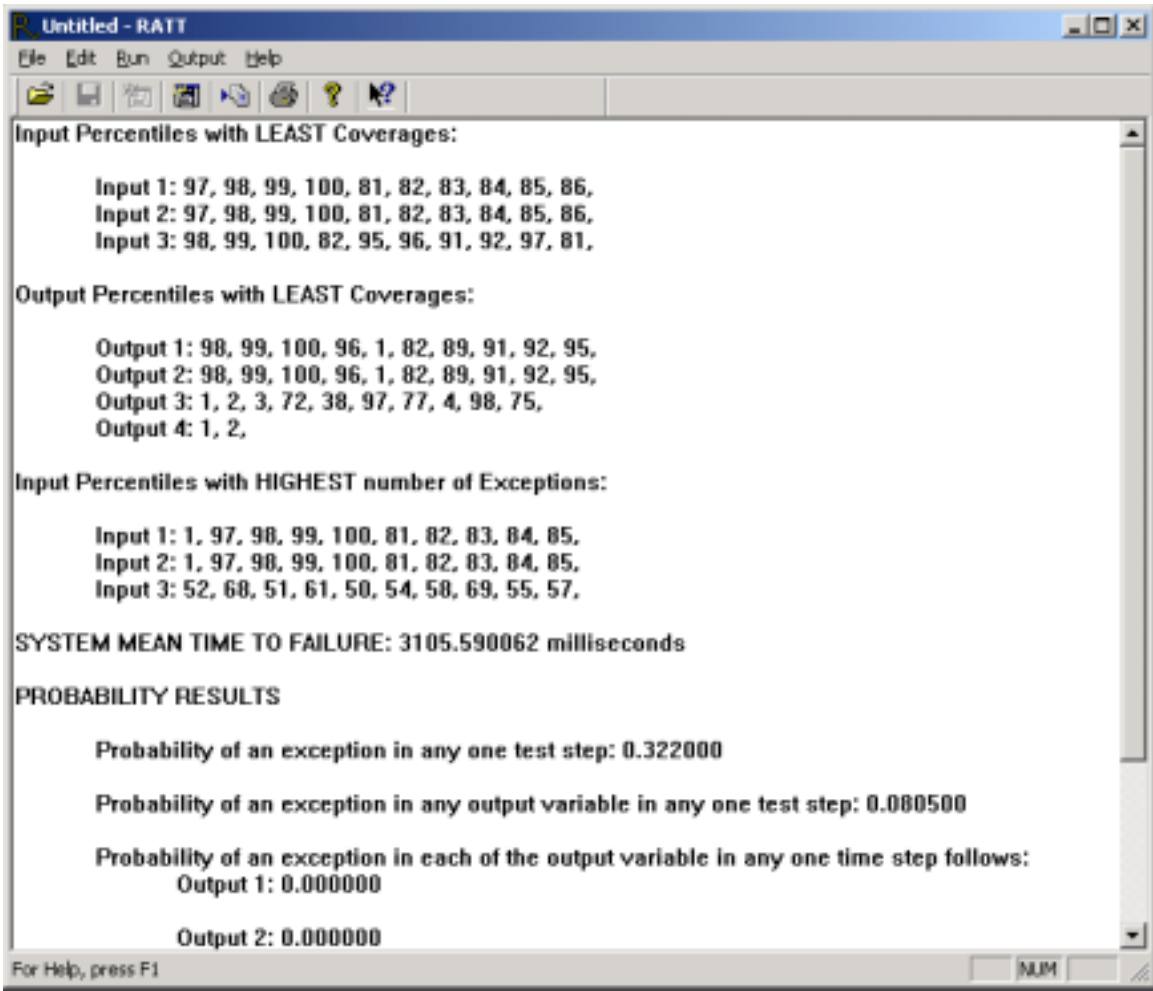 Untitled - RATT
File Edit Run Output Help
Input Percentiles with LEAST Coverages:
Input 1: 97, 98, 99, 100, 81, 82, 83, 84, 85, 86,
Input 2: 97, 98, 99, 100, 81, 82, 83, 84, 85, 86,
Input 3: 98, 99, 100, 82, 95, 96, 91, 92, 97, 81,
Output Percentiles with LEAST Coverages:
Output 1: 98, 99, 100, 96, 1, 82, 89, 91, 92, 95,
Output 2: 98, 99, 100, 96, 1, 82, 89, 91, 92, 95,
Output 3: 1, 2, 3, 72, 38, 97, 77, 4, 98, 75,
Output 4: 1, 2,
Input Percentiles with HIGHEST number of Exceptions:
Input 1: 1, 97, 98, 99, 100, 81, 82, 83, 84, 85,
Input 2: 1, 97, 98, 99, 100, 81, 82, 83, 84, 85,
Input 3: 52, 68, 51, 61, 50, 54, 58, 69, 55, 57,
SYSTEM MEAN TIME TO FAILURE: 3105.590062 milliseconds
PROBABILITY RESULTS
Probability of an exception in any one test step: 0.322000
Probability of an exception in any output variable in any one test step: 0.080500
Probability of an exception in each of the output variable in any one time step follows:
Output 1: 0.000000
Output 2: 0.000000
For Help, press F1
NUM